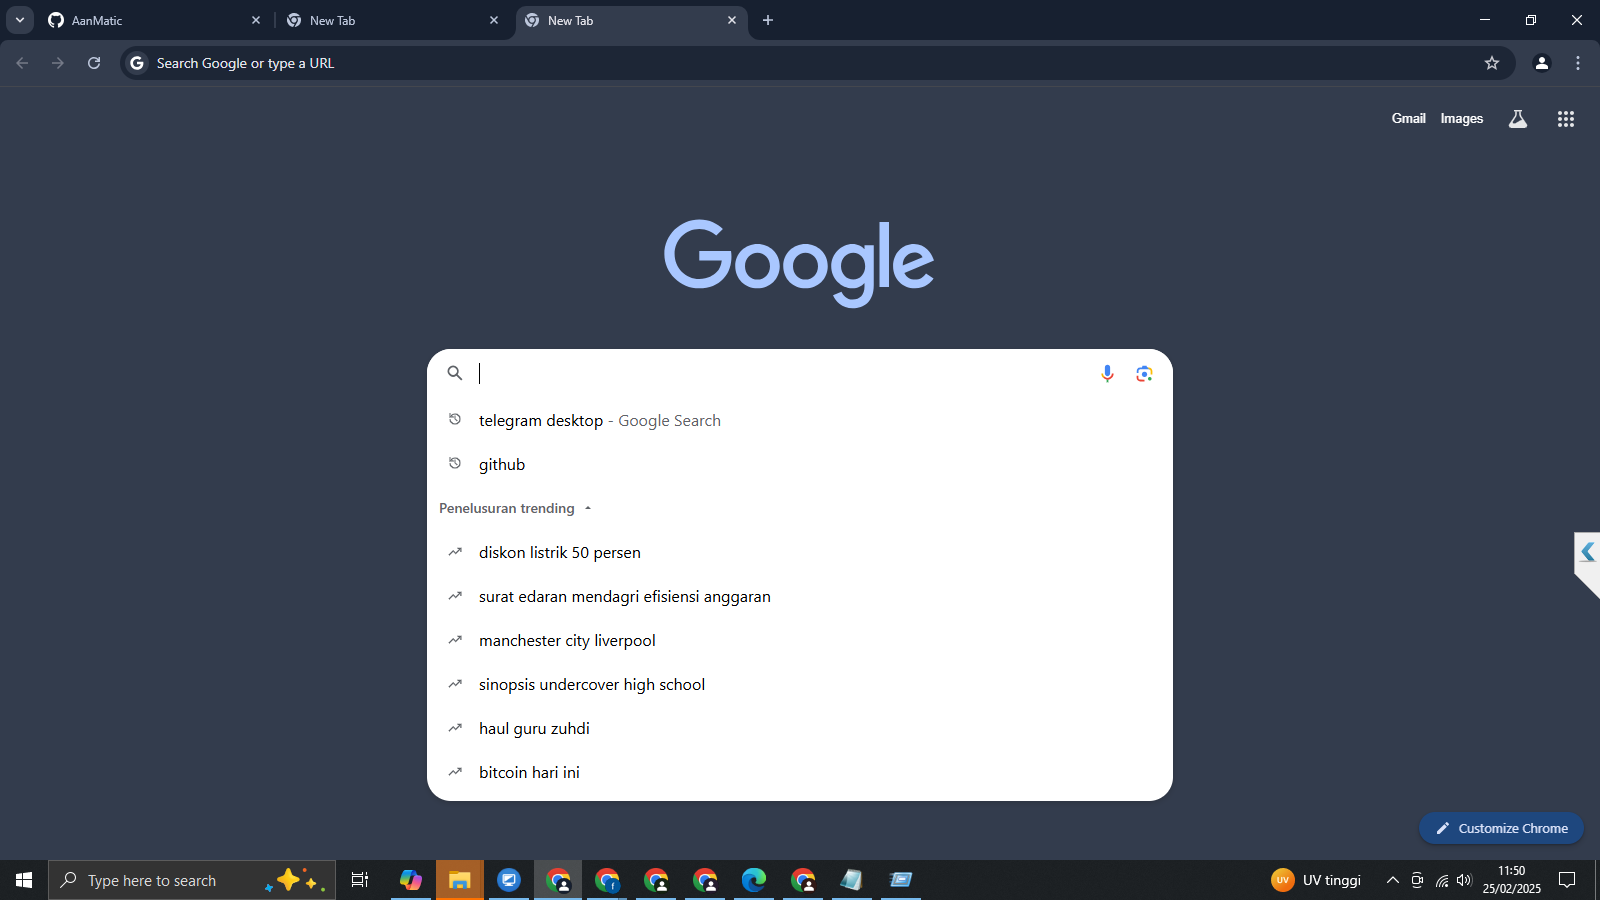 AanMatic
New Tab
New Tab
Search Google or type a URL
Gmail Images
Google
telegram desktop - Google Search
github
Penelusuran trending
diskon listrik 50 persen
surat edaran mendagri efisiensi anggaran
manchester city liverpool
sinopsis undercover high school
haul guru zuhdi
bitcoin hari ini
Customize Chrome
Type here to search
UV
UV tinggi
11:50
25/02/2025